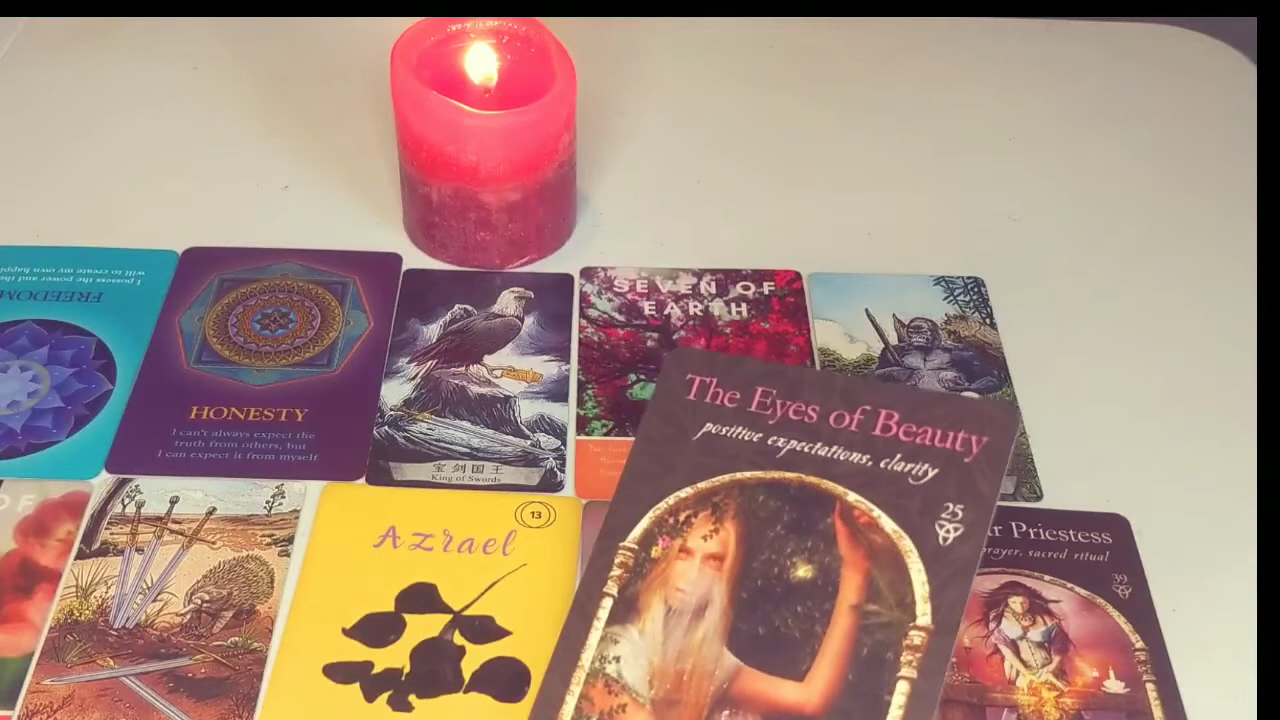 I possess the power and the
will to create my own happi
FREEDOM
HONESTY
I can't always expect the
truth from others, but
I can expect it from myself.
宝剑国王
King of Swords
SEVEN OF
EARTH
The Eyes of Beauty
positive expectations, clarity
25
OF
13
Azrael
Priestess
prayer, sacred ritual
39